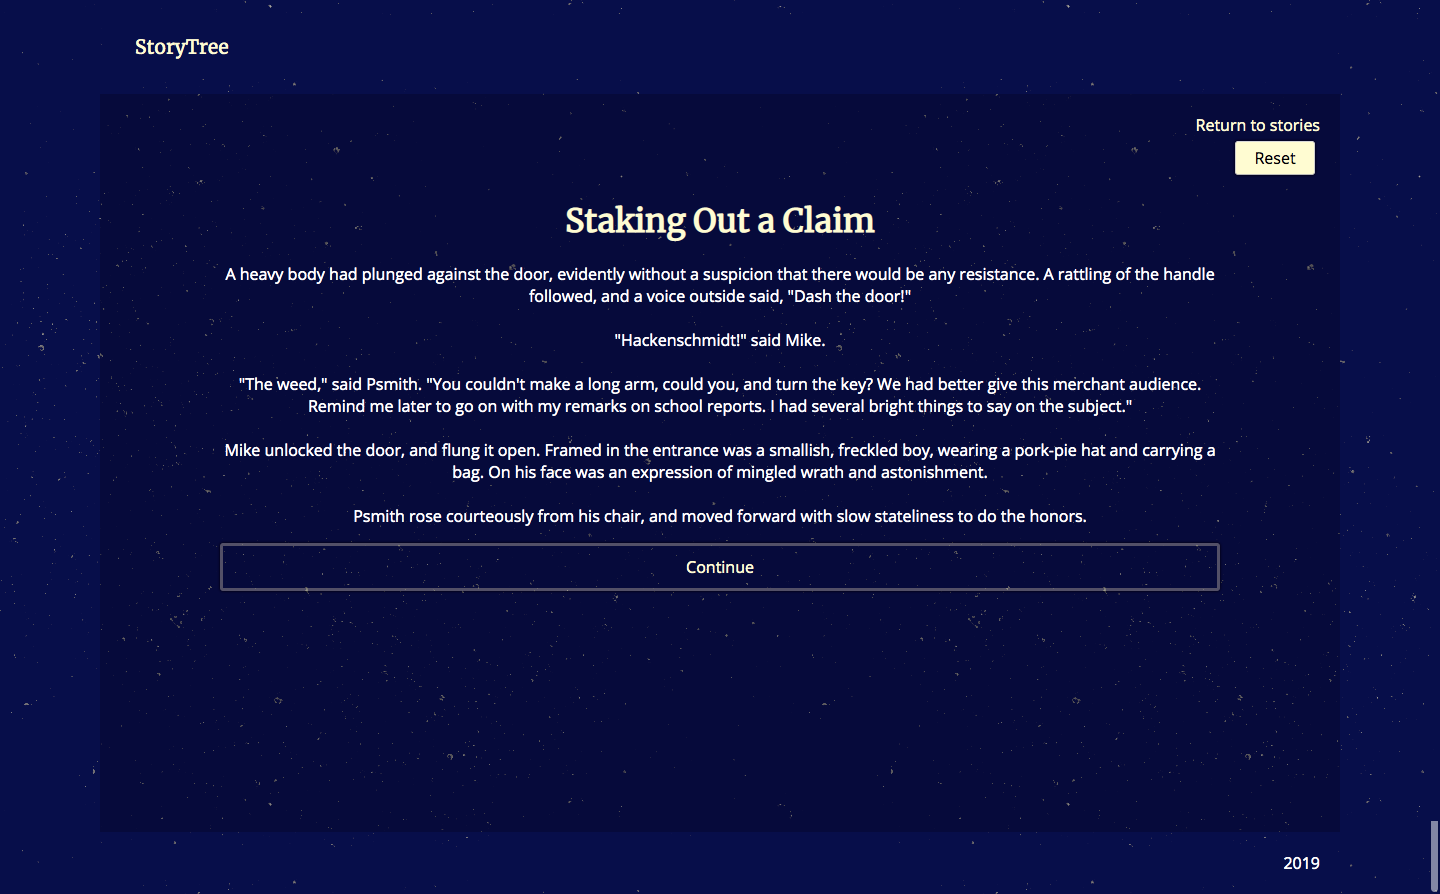 StoryTree
Return to stories
Reset
Staking Out a Claim
A heavy body had plunged against the door, evidently without a suspicion that there would be any resistance. A rattling of the handle
followed, and a voice outside said, "Dash the door!"
"Hackenschmidt!" said Mike.
"The weed," said Psmith. "You couldn't make a long arm, could you, and turn the key? We had better give this merchant audience.
Remind me later to go on with my remarks on school reports. I had several bright things to say on the subject."
Mike unlocked the door, and flung it open. Framed in the entrance was a smallish, freckled boy, wearing a pork-pie hat and carrying a
bag. On his face was an expression of mingled wrath and astonishment.
Psmith rose courteously from his chair, and moved forward with slow stateliness to do the honors.
Continue
2019